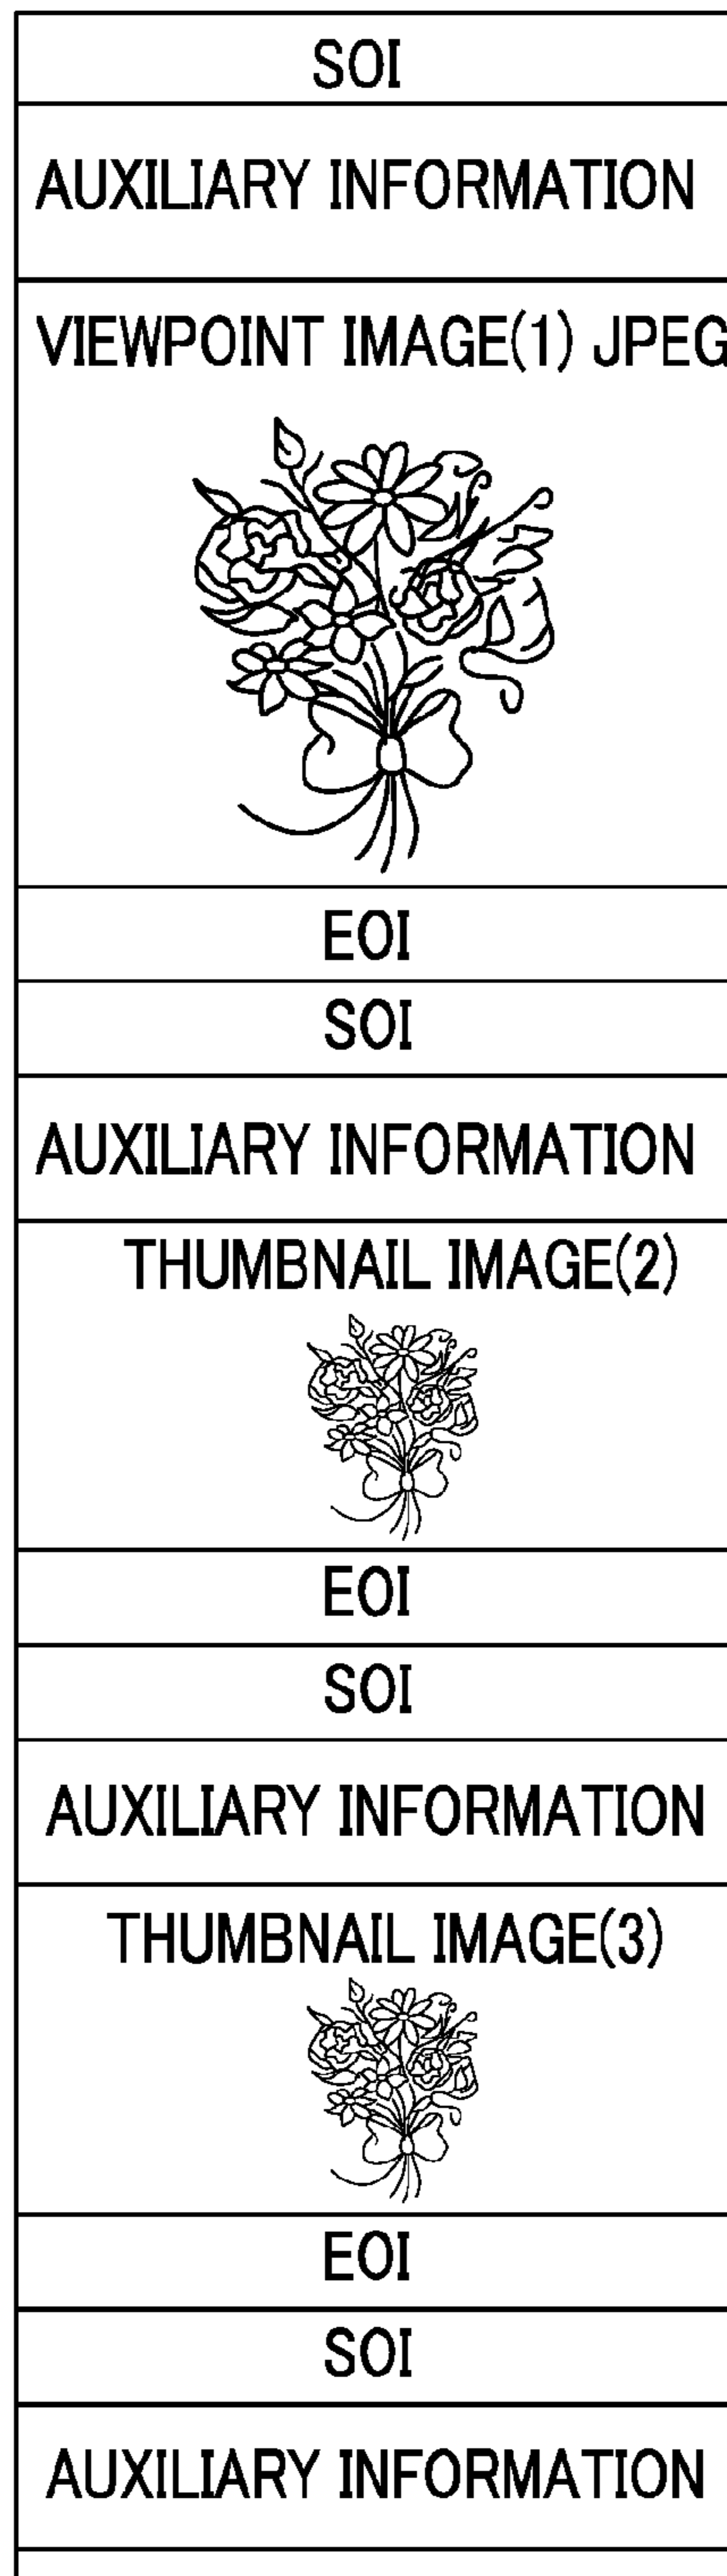 SOI
AUXILIARY INFORMATION
VIEWPOINT IMAGE(1) JPEG
EOI
SOI
AUXILIARY INFORMATION
THUMBNAIL IMAGE(2)
EOI
SOI
AUXILIARY INFORMATION
THUMBNAIL IMAGE(3)
EOI
SOI
AUXILIARY INFORMATION